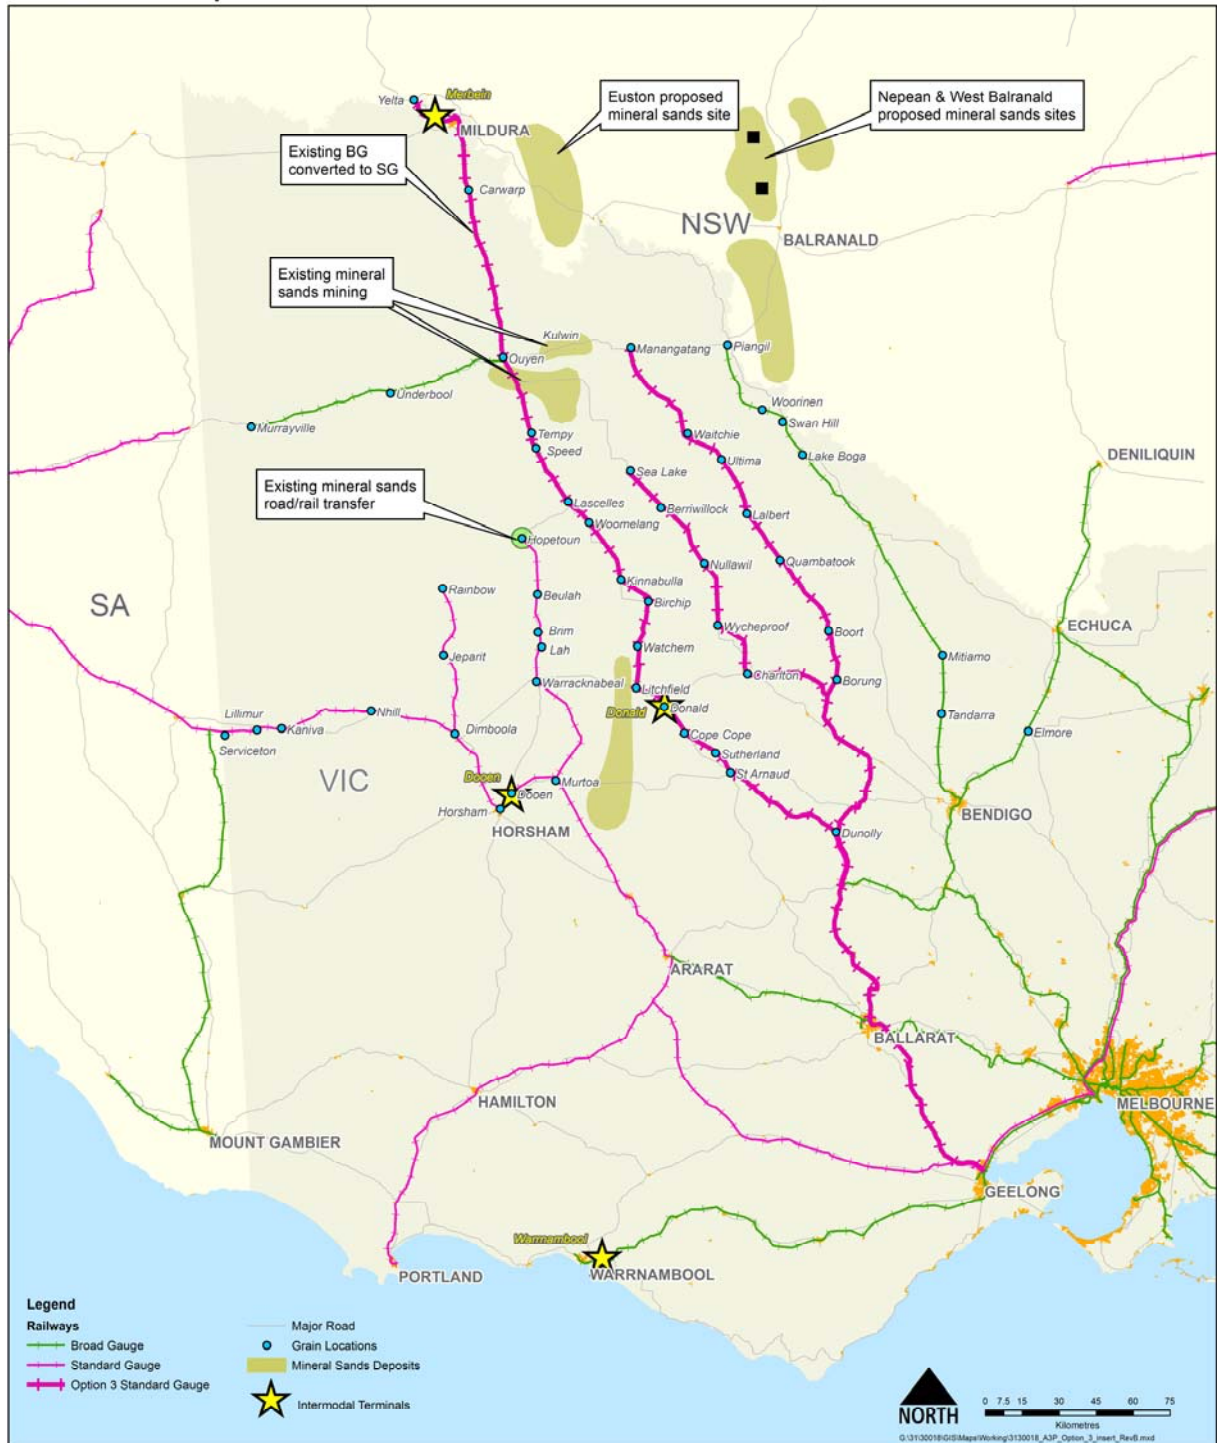 Yelta
Merbein
MILDURA
Euston proposed
mineral sands site
Nepean & West Balranald
proposed mineral sands sites
Existing BG
converted to SG
Carwarp
NSW
BALRANALD
Existing mineral
sands mining
Kulwin
Ouyen
Manangatang
Piangil
Underbool
Woorinen
Swan Hill
Murrayville
Tempy
Speed
Waitchie
Ultima
Lake Boga
DENILIQUIN
Sea Lake
Existing mineral sands
road/rail transfer
Lascelles
Berriwillock
Lalbert
Woomelang
Hopetoun
Nullawil
Quambatook
Kinnabulla
Rainbow
Beulah
Birchip
SA
Wycheproof
Boort
ECHUCA
Brim
Lah
Watchem
Jeparit
Mitiamo
Warracknabeal
Charlton
Borung
Litchfield
Donald
Donald
Tandarra
Lillimur
Nhill
Kaniva
Serviceton
Dimboola
Cope Cope
Elmore
Sutherland
VIC
Dooen
Murtoa
St Arnaud
Dooen
Horsham
HORSHAM
BENDIGO
Dunolly
ARARAT
BALLARAT
HAMILTON
MELBOURNE
MOUNT GAMBIER
GEELONG
Warrnambool
WARRNAMBOOL
PORTLAND
Legend
Railways
Broad Gauge
Standard Gauge
Option 3 Standard Gauge
Major Road
Grain Locations
Mineral Sands Deposits
Intermodal Terminals
NORTH
0 7.5 15 30 45 60 75
Kilometres
G:\31\30018\GIS\Maps\Working\3130018_A3P_Option_3_insert_RevB.mxd